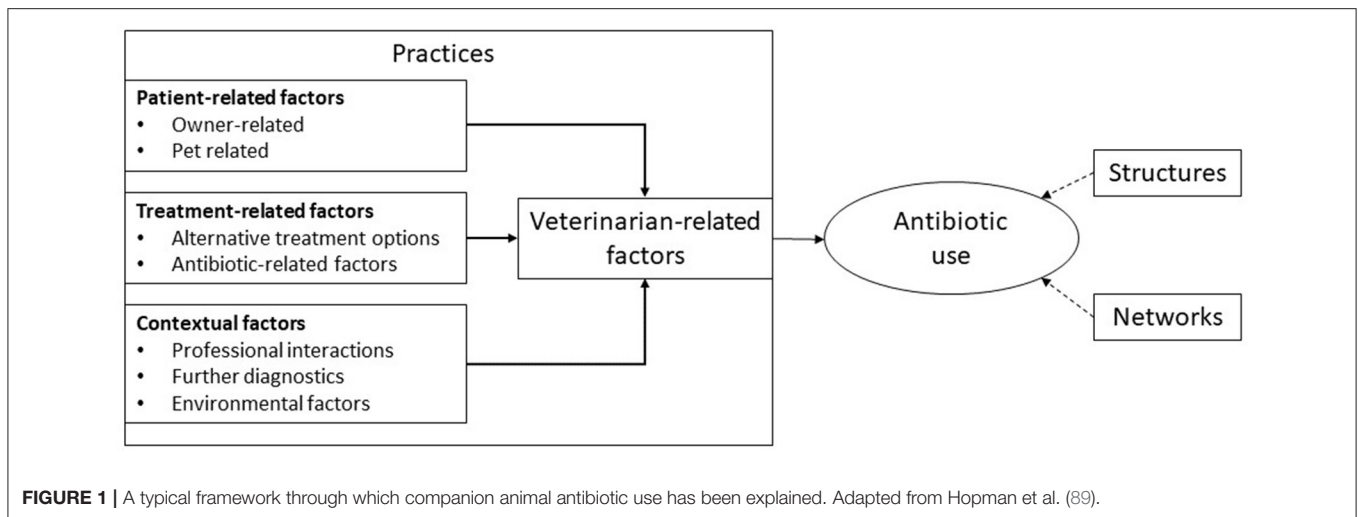 Practices
Patient-related factors
• Owner-related
• Pet related
Treatment-related factors
• Alternative treatment options
• Antibiotic-related factors
Contextual factors
• Professional interactions
• Further diagnostics
• Environmental factors
Veterinarian-related
factors
Antibiotic
use
Structures
Networks
FIGURE 1 | A typical framework through which companion animal antibiotic use has been explained. Adapted from Hopman et al. (89).